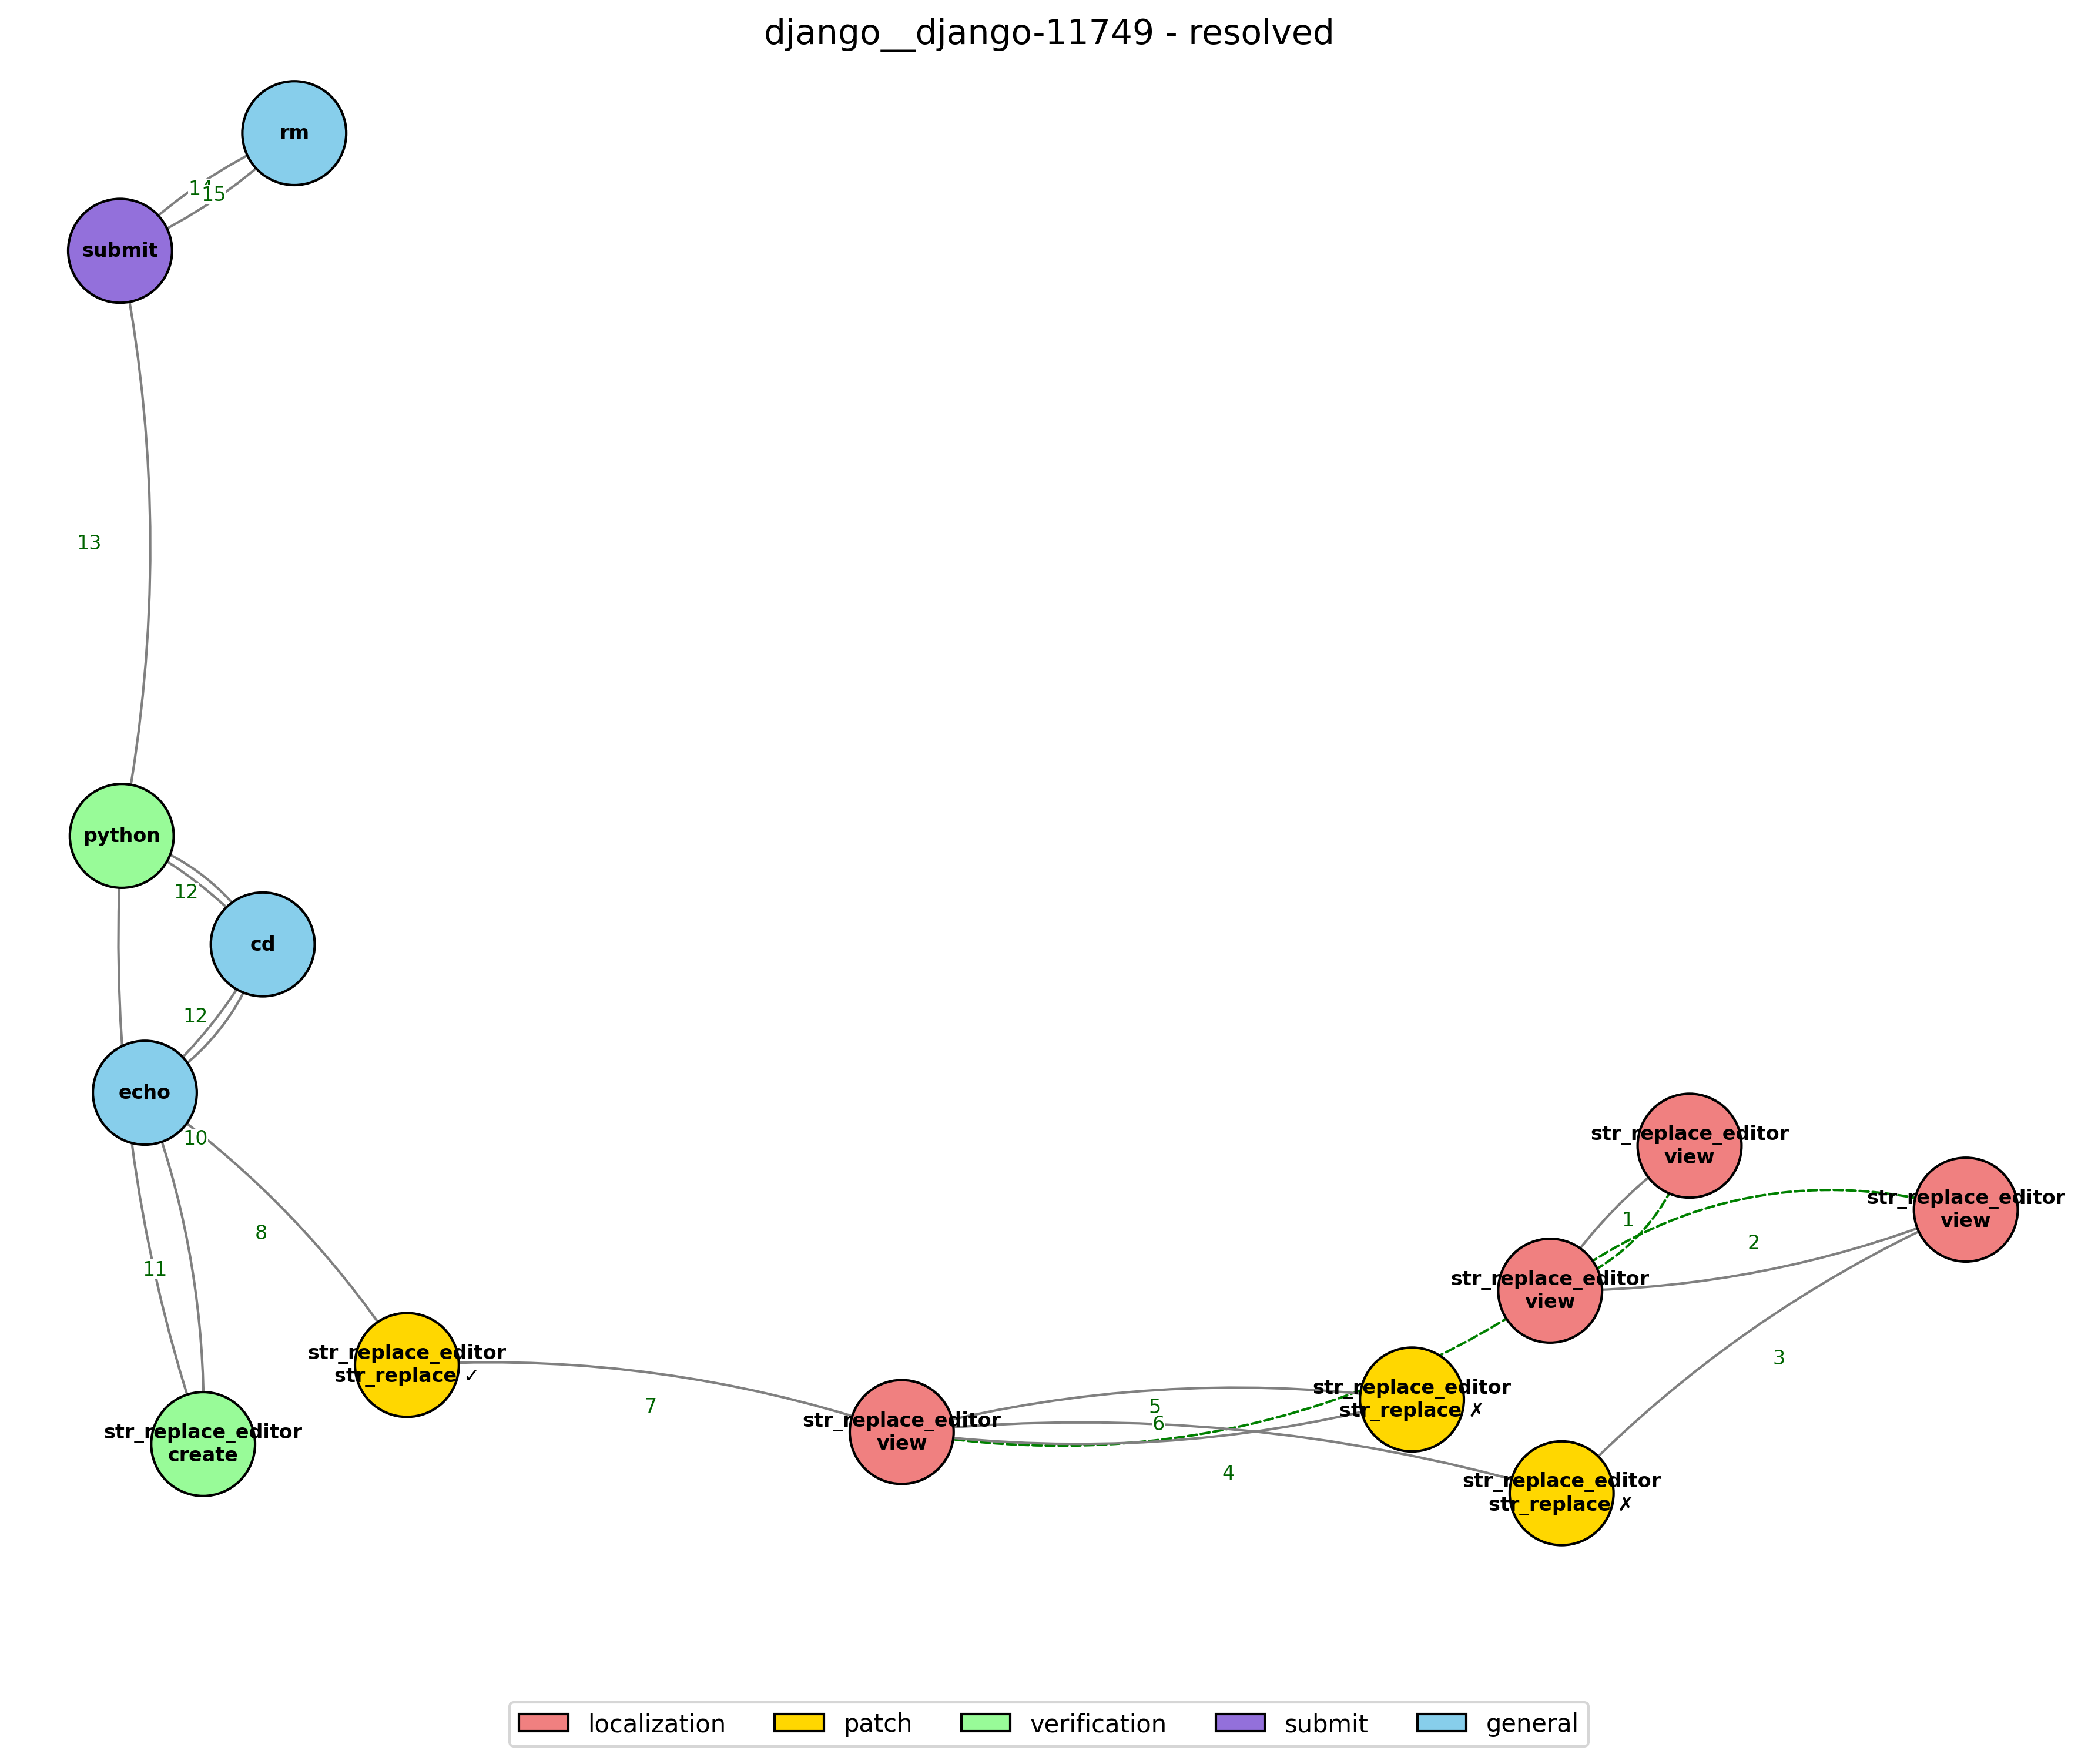 django__django-11749 - resolved
rm
14
15
submit
13
python
12
cd
12
echo
10
8
11
str_replace_editor
view
str_replace_editor
view
1
2
str_replace_editor
view
3
str_replace_editor
str_replace ✓
7
str_replace_editor
view
5
6
4
str_replace_editor
str_replace ✗
str_replace_editor
create
str_replace_editor
str_replace ✗
localization
patch
verification
submit
general